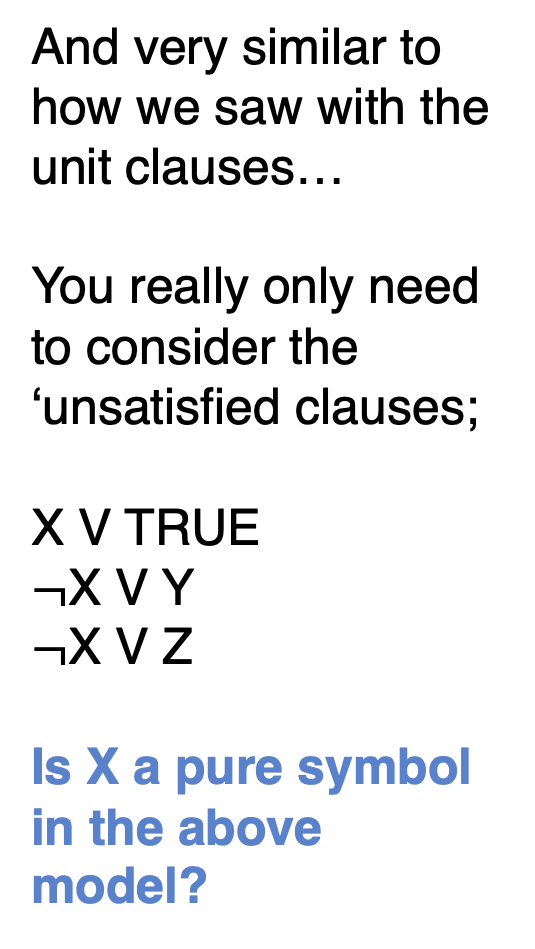 And very similar to
how we saw with the
unit clauses…
You really only need
to consider the
‘unsatisfied clauses;
X V TRUE
¬X V Y
¬X V Z
Is X a pure symbol
in the above
model?